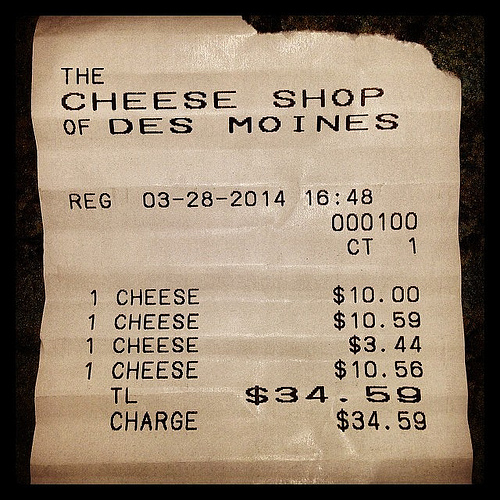 THE
CHEESE SHOP
OF DES MOINES
REG 03-28-2014 16:48
000100
CT 1
1 CHEESE $10.00
1 CHEESE $10.59
1 CHEESE $3.44
1 CHEESE $10.56
TL $34.59
CHARGE $34.59